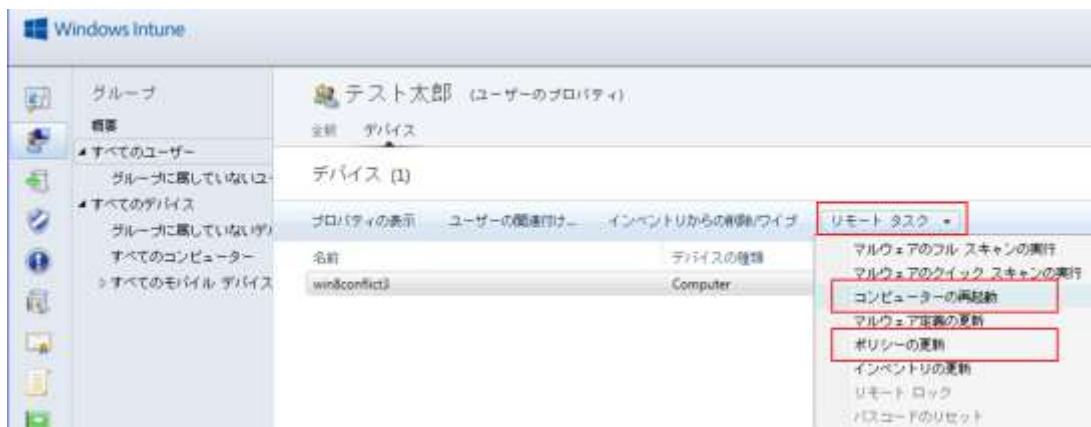 Windows Intune
グループ
概要
すべてのユーザー
グループに属していないユー
すべてのデバイス
グループに属していないデバ
すべてのコンピューター
すべてのモバイル デバイス
テスト太郎 (ユーザーのプロパティ)
全般 デバイス
デバイス (1)
プロパティの表示 ユーザーの関連付け... インベントリからの削除/ワイプ リモート タスク
名前 デバイスの種類
win8conflict3 Computer
マルウェアのフル スキャンの実行
マルウェアのクイック スキャンの実行
コンピューターの再起動
マルウェア定義の更新
ポリシーの更新
インベントリの更新
リモート ロック
パスコードのリセット